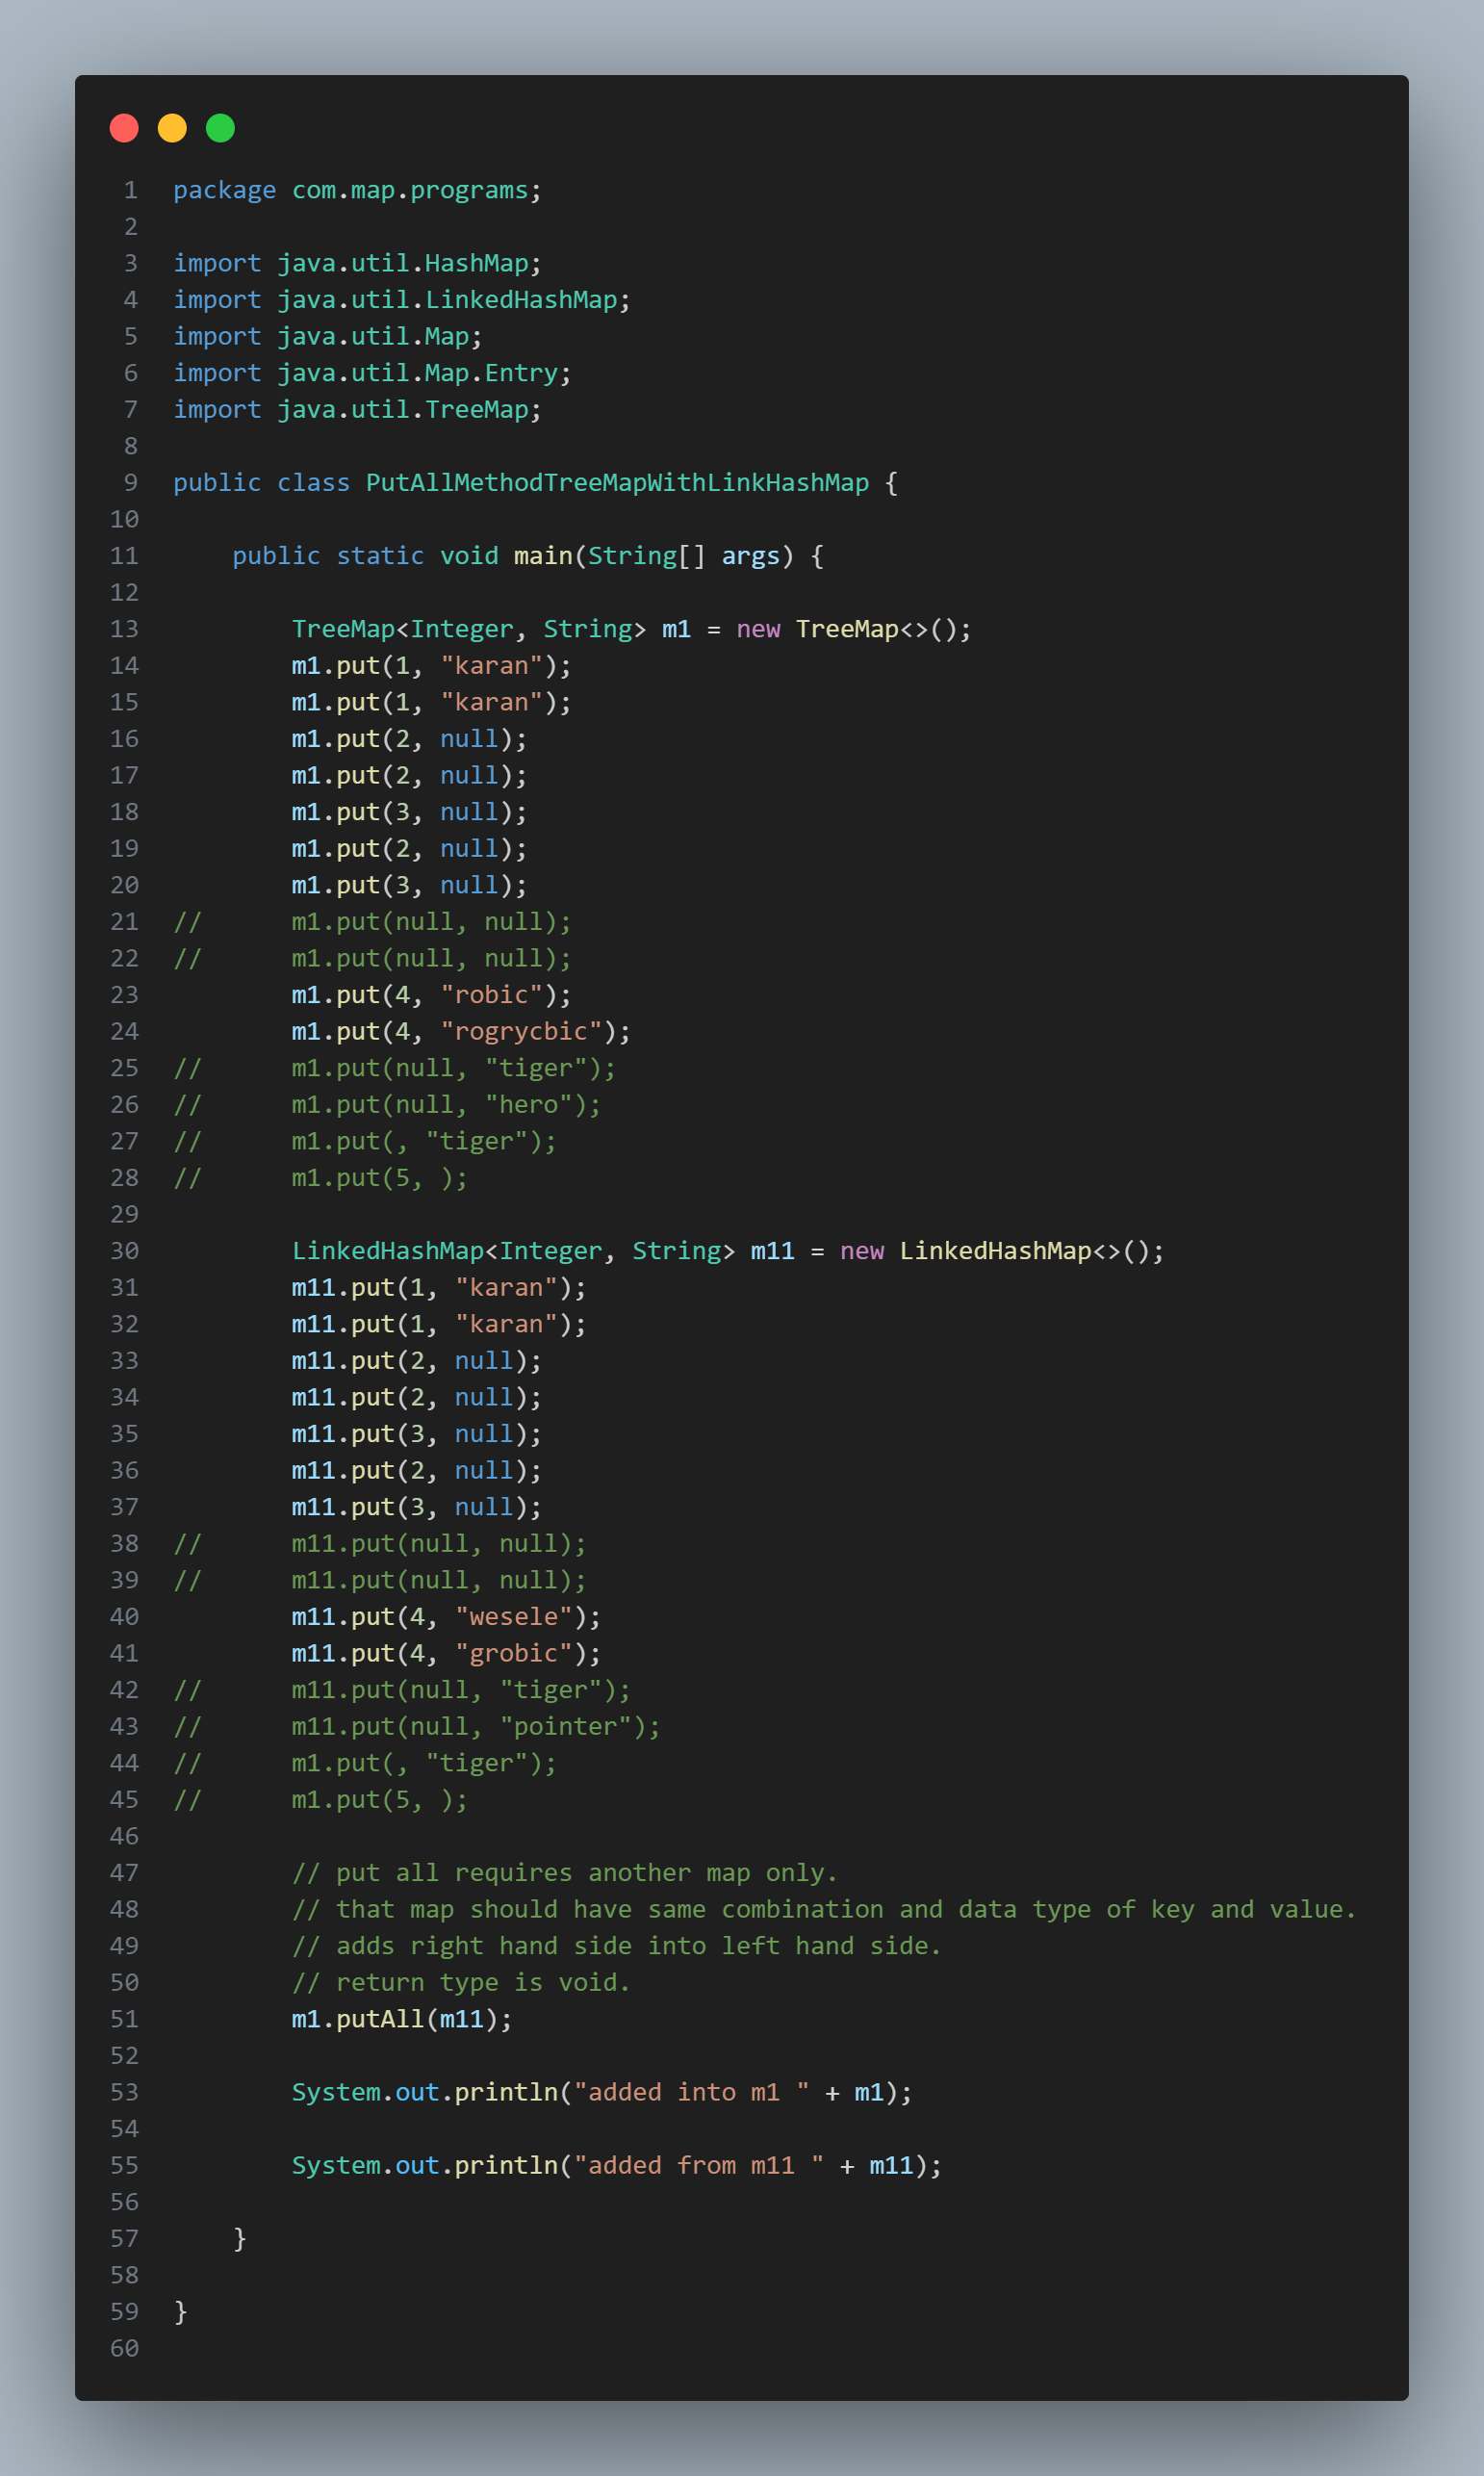 1 package com.map.programs;
2
3 import java.util.HashMap;
4 import java.util.LinkedHashMap;
5 import java.util.Map;
6 import java.util.Map.Entry;
7 import java.util.TreeMap;
8
9 public class PutAllMethodTreeMapWithLinkHashMap {
10
11     public static void main(String[] args) {
12
13         TreeMap<Integer, String> m1 = new TreeMap<>();
14         m1.put(1, "karan");
15         m1.put(1, "karan");
16         m1.put(2, null);
17         m1.put(2, null);
18         m1.put(3, null);
19         m1.put(2, null);
20         m1.put(3, null);
21 //      m1.put(null, null);
22 //      m1.put(null, null);
23         m1.put(4, "robic");
24         m1.put(4, "rogrycbic");
25 //      m1.put(null, "tiger");
26 //      m1.put(null, "hero");
27 //      m1.put(, "tiger");
28 //      m1.put(5, );
29
30         LinkedHashMap<Integer, String> m11 = new LinkedHashMap<>();
31         m11.put(1, "karan");
32         m11.put(1, "karan");
33         m11.put(2, null);
34         m11.put(2, null);
35         m11.put(3, null);
36         m11.put(2, null);
37         m11.put(3, null);
38 //      m11.put(null, null);
39 //      m11.put(null, null);
40         m11.put(4, "wesele");
41         m11.put(4, "grobic");
42 //      m11.put(null, "tiger");
43 //      m11.put(null, "pointer");
44 //      m1.put(, "tiger");
45 //      m1.put(5, );
46
47         // put all requires another map only.
48         // that map should have same combination and data type of key and value.
49         // adds right hand side into left hand side.
50         // return type is void.
51         m1.putAll(m11);
52
53         System.out.println("added into m1 " + m1);
54
55         System.out.println("added from m11 " + m11);
56
57     }
58
59 }
60